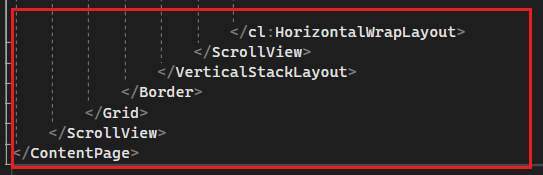 </cl:HorizontalWrapLayout>
</ScrollView>
</VerticalStackLayout>
</Border>
</Grid>
</ScrollView>
</ContentPage>